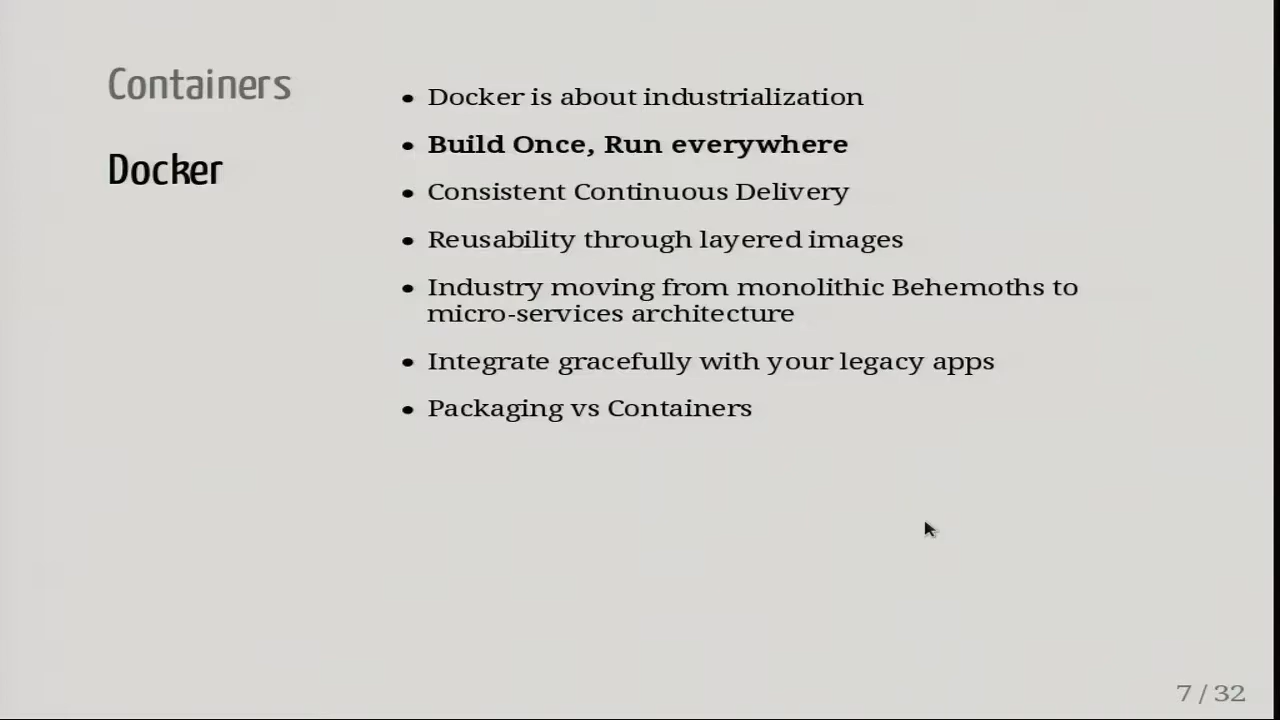 Containers
Docker
• Docker is about industrialization
• Build Once, Run everywhere
• Consistent Continuous Delivery
• Reusability through layered images
• Industry moving from monolithic Behemoths to
micro-services architecture
• Integrate gracefully with your legacy apps
• Packaging vs Containers
7 / 32